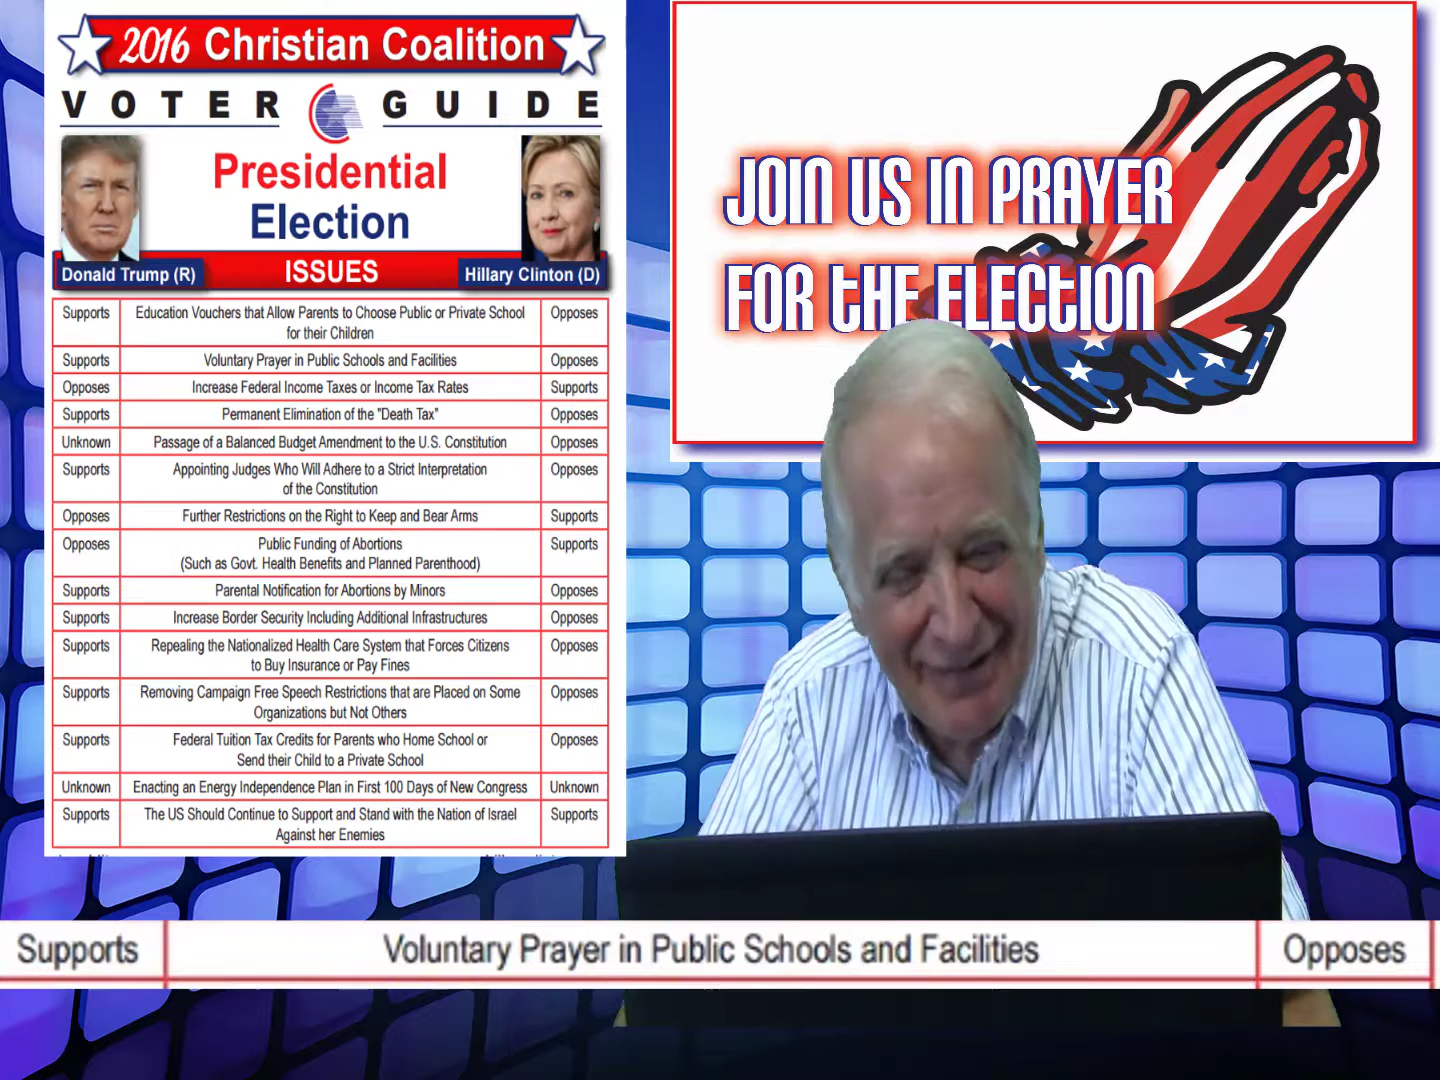 2016 Christian Coalition
VOTER GUIDE
Presidential
Election
Donald Trump (R) ISSUES Hillary Clinton (D)
Supports Education Vouchers that Allow Parents to Choose Public or Private School Opposes
for their Children
Supports Voluntary Prayer in Public Schools and Facilities Opposes
Opposes Increase Federal Income Taxes or Income Tax Rates Supports
Supports Permanent Elimination of the "Death Tax" Opposes
Unknown Passage of a Balanced Budget Amendment to the U.S. Constitution Opposes
Supports Appointing Judges Who Will Adhere to a Strict Interpretation Opposes
of the Constitution
Opposes Further Restrictions on the Right to Keep and Bear Arms Supports
Opposes Public Funding of Abortions Supports
(Such as Govt. Health Benefits and Planned Parenthood)
Supports Parental Notification for Abortions by Minors Opposes
Supports Increase Border Security Including Additional Infrastructures Opposes
Supports Repealing the Nationalized Health Care System that Forces Citizens Opposes
to Buy Insurance or Pay Fines
Supports Removing Campaign Free Speech Restrictions that are Placed on Some Opposes
Organizations but Not Others
Supports Federal Tuition Tax Credits for Parents who Home School or Opposes
Send their Child to a Private School
Unknown Enacting an Energy Independence Plan in First 100 Days of New Congress Unknown
Supports The US Should Continue to Support and Stand with the Nation of Israel Supports
Against her Enemies
JOIN US IN PRAYER
FOR tHE ELECtION
Supports Voluntary Prayer in Public Schools and Facilities Opposes